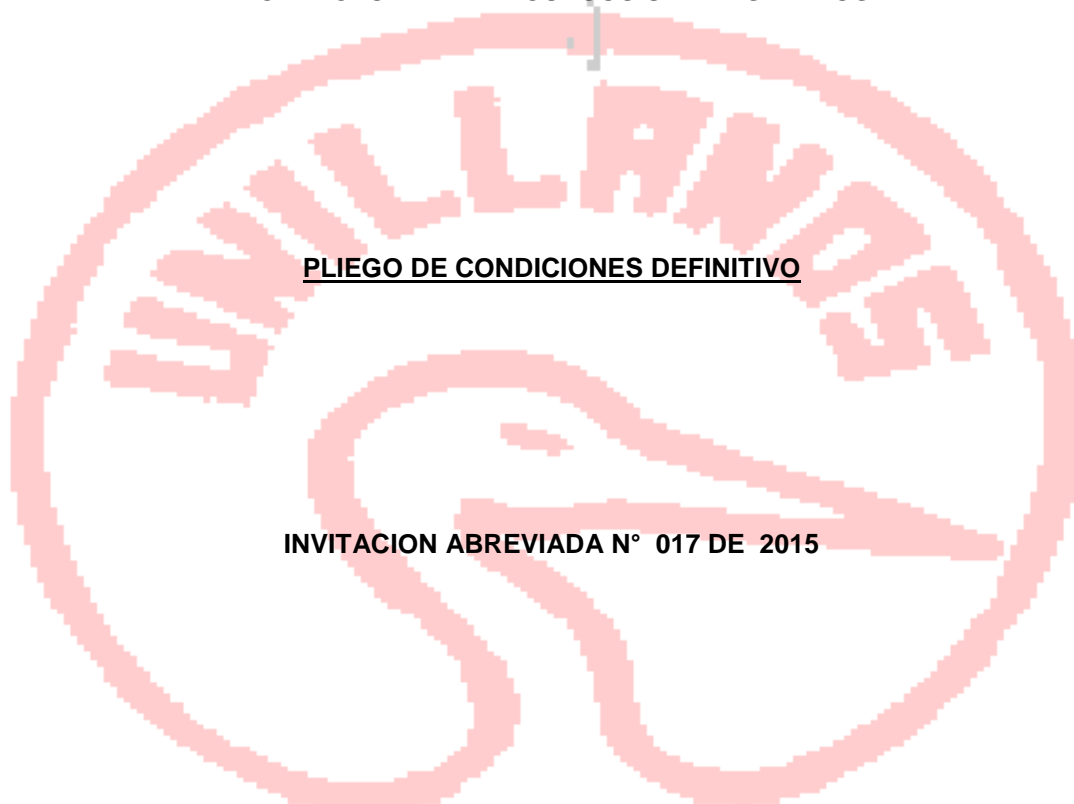 UNILLANOS
PLIEGO DE CONDICIONES DEFINITIVO
INVITACION ABREVIADA N° 017 DE 2015